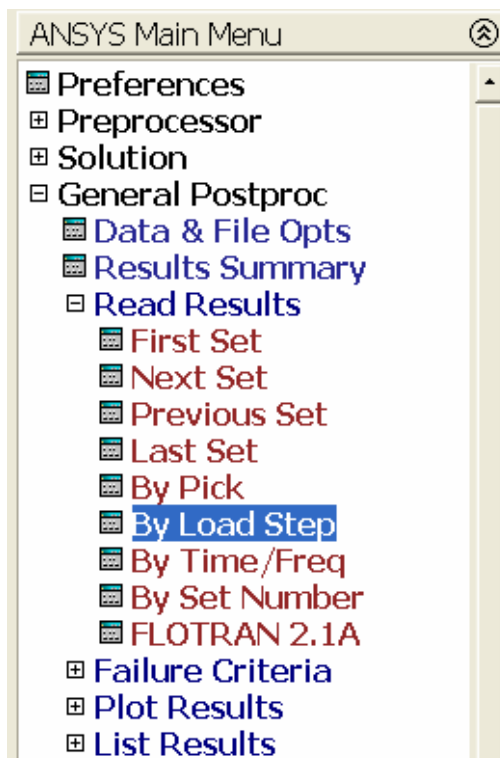 ANSYS Main Menu
Preferences
Preprocessor
Solution
General Postproc
Data & File Opts
Results Summary
Read Results
First Set
Next Set
Previous Set
Last Set
By Pick
By Load Step
By Time/Freq
By Set Number
FLOTRAN 2.1A
Failure Criteria
Plot Results
List Results